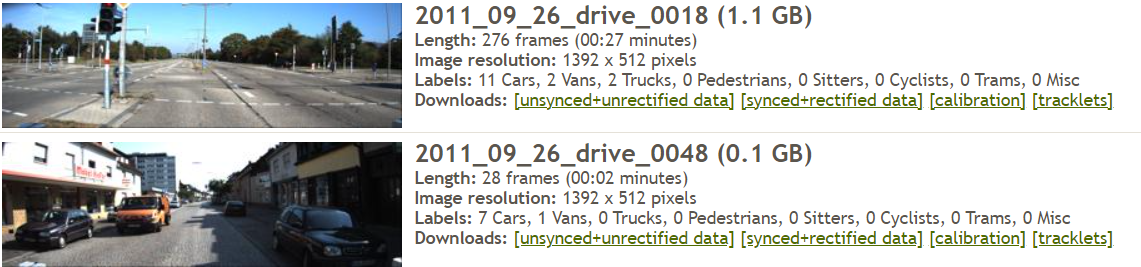 2011_09_26_drive_0018 (1.1 GB)
Length: 276 frames (00:27 minutes)
Image resolution: 1392 x 512 pixels
Labels: 11 Cars, 2 Vans, 2 Trucks, 0 Pedestrians, 0 Sitters, 0 Cyclists, 0 Trams, 0 Misc
Downloads: [unsynced+unrectified data] [synced+rectified data] [calibration] [tracklets]
2011_09_26_drive_0048 (0.1 GB)
Length: 28 frames (00:02 minutes)
Image resolution: 1392 x 512 pixels
Labels: 7 Cars, 1 Vans, 0 Trucks, 0 Pedestrians, 0 Sitters, 0 Cyclists, 0 Trams, 0 Misc
Downloads: [unsynced+unrectified data] [synced+rectified data] [calibration] [tracklets]